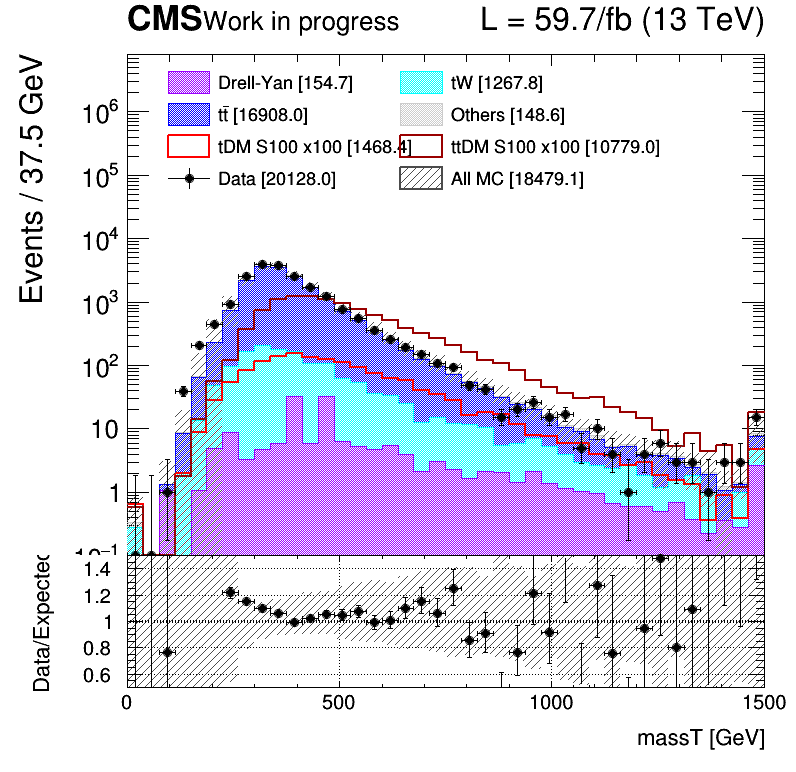 CMS Work in progress L = 59.7/fb (13 TeV)
Events / 37.5 GeV
Drell-Yan [154.7] tW [1267.8]
tt̄ [16908.0] Others [148.6]
tDM S100 x100 [1468.4] ttDM S100 x100 [10779.0]
Data [20128.0] All MC [18479.1]
10⁶
10⁵
10⁴
10³
10²
10
1
10⁻¹
Data/Expected
1.4
1.2
1
0.8
0.6
0 500 1000 1500
massT [GeV]